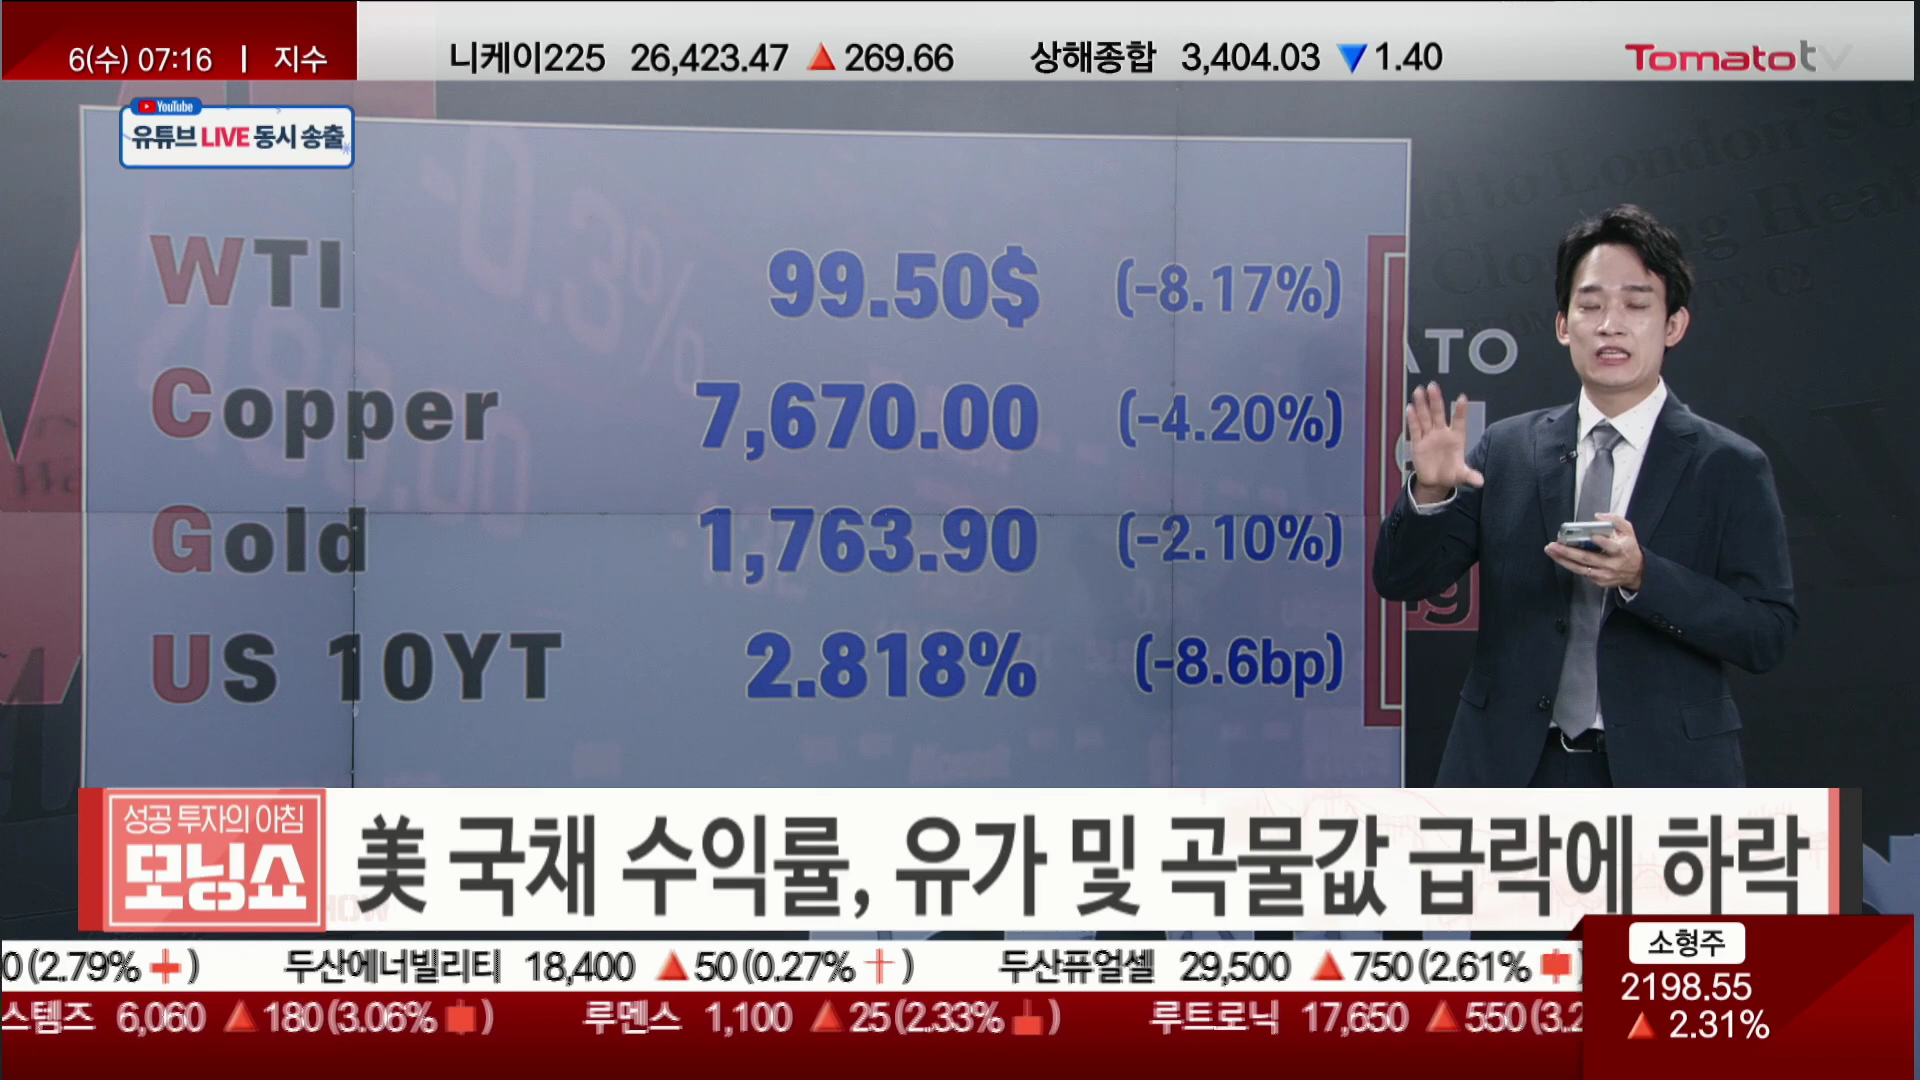 6(수) 07:16 | 지수
니케이225 26,423.47 ▲269.66 상해종합 3,404.03 ▼1.40
Tomato tv
YouTube
유튜브 LIVE 동시 송출
WTI 99.50$ (-8.17%)
Copper 7,670.00 (-4.20%)
Gold 1,763.90 (-2.10%)
US 10YT 2.818% (-8.6bp)
성공 투자의 아침
모닝쇼
美 국채 수익률, 유가 및 곡물값 급락에 하락
0(2.79%) 두산에너빌리티 18,400 ▲50(0.27%) 두산퓨얼셀 29,500 ▲750(2.61%)
스템즈 6,060 ▲180(3.06%) 루멘스 1,100 ▲25(2.33%) 루트로닉 17,650 ▲550(3.2
소형주
2198.55
▲ 2.31%